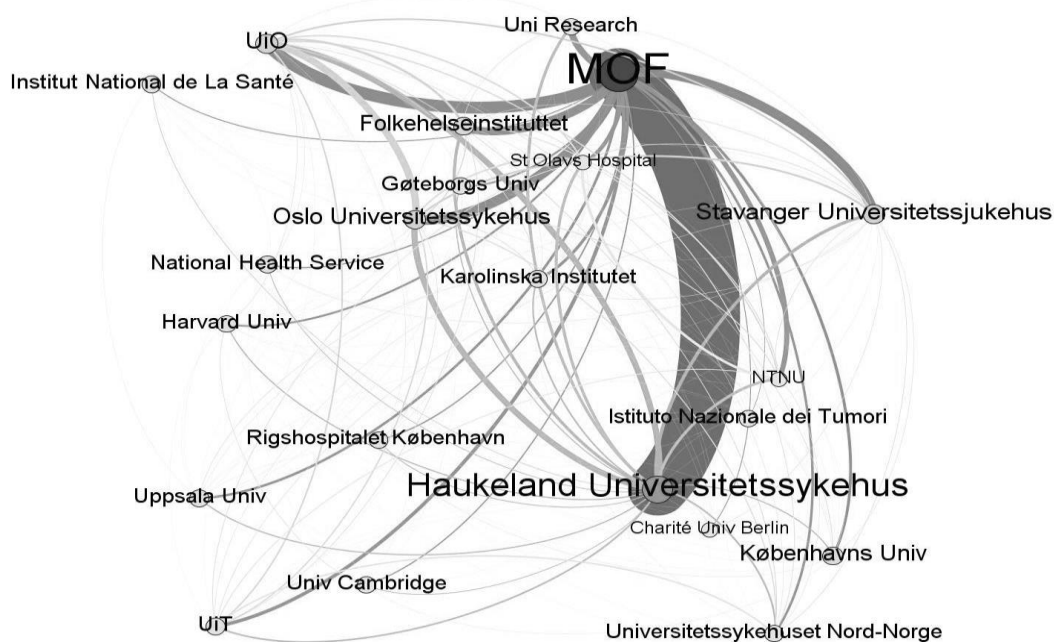 Uni Research
UiO
MOF
Institut National de La Santé
Folkehelseinstituttet
St Olavs Hospital
Gøteborgs Univ
Oslo Universitetssykehus
Stavanger Universitetssjukehus
National Health Service
Karolinska Institutet
Harvard Univ
NTNU
Istituto Nazionale dei Tumori
Rigshospitalet København
Haukeland Universitetssykehus
Uppsala Univ
Charité Univ Berlin
Københavns Univ
Univ Cambridge
UiT
Universitetssykehuset Nord-Norge